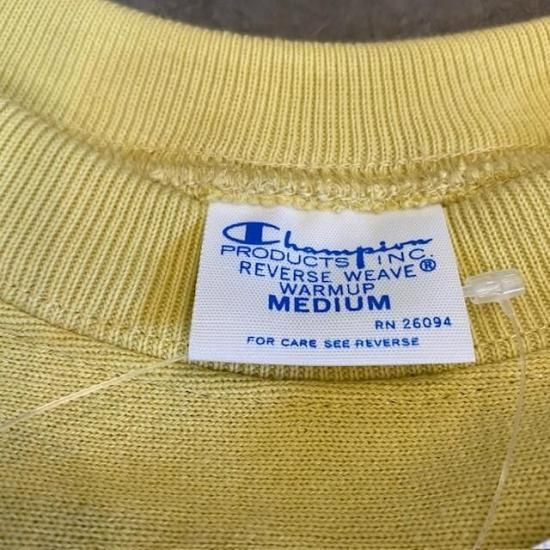 Champion
PRODUCTS INC.
REVERSE WEAVE®
WARMUP
MEDIUM
RN 26094
FOR CARE SEE REVERSE